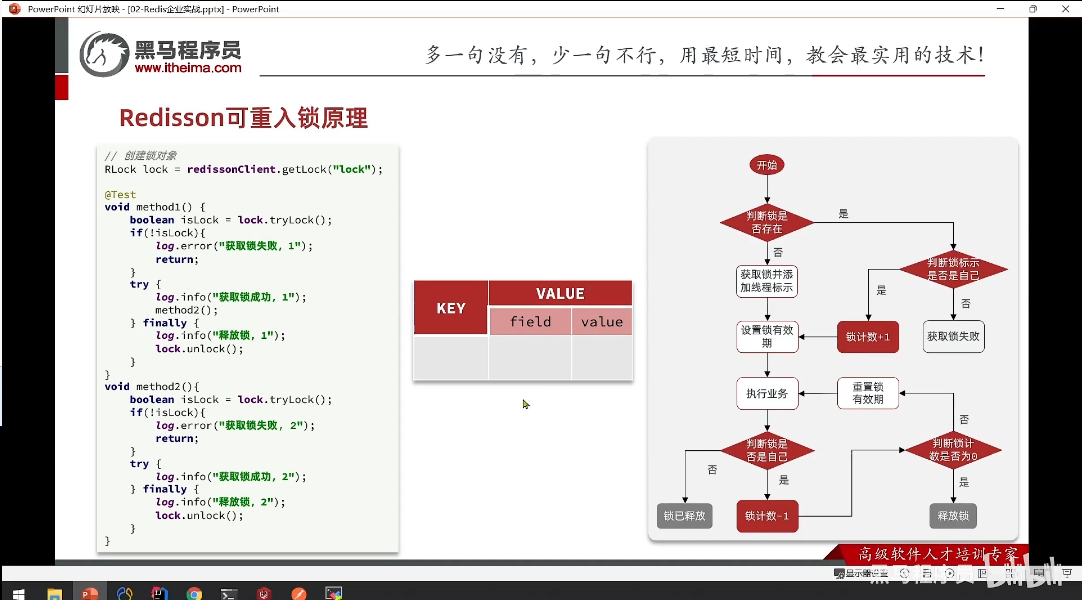 PowerPoint 幻灯片放映 - [02-Redis企业实战.pptx] - PowerPoint
黑马程序员
www.itheima.com
多一句没有，少一句不行，用最短时间，教会最实用的技术！
Redisson可重入锁原理
// 创建锁对象
RLock lock = redissonClient.getLock("lock");
@Test
void method1() {
boolean isLock = lock.tryLock();
if(!isLock){
log.error("获取锁失败，1");
return;
}
try {
log.info("获取锁成功，1");
method2();
} finally {
log.info("释放锁，1");
lock.unlock();
}
}
void method2(){
boolean isLock = lock.tryLock();
if(!isLock){
log.error("获取锁失败，2");
return;
}
try {
log.info("获取锁成功，2");
} finally {
log.info("释放锁，2");
lock.unlock();
}
}
KEY
VALUE
field
value
开始
判断锁是
否存在
是
否
获取锁并添
加线程标示
判断锁标示
是否是自己
是
否
设置锁有效
期
锁计数+1
获取锁失败
执行业务
重置锁
有效期
判断锁是
否是自己
否
是
判断锁计
数是否为0
否
是
锁已释放
锁计数-1
释放锁
高级软件人才培训专家
显示器设置
黑马程序员
bilibili